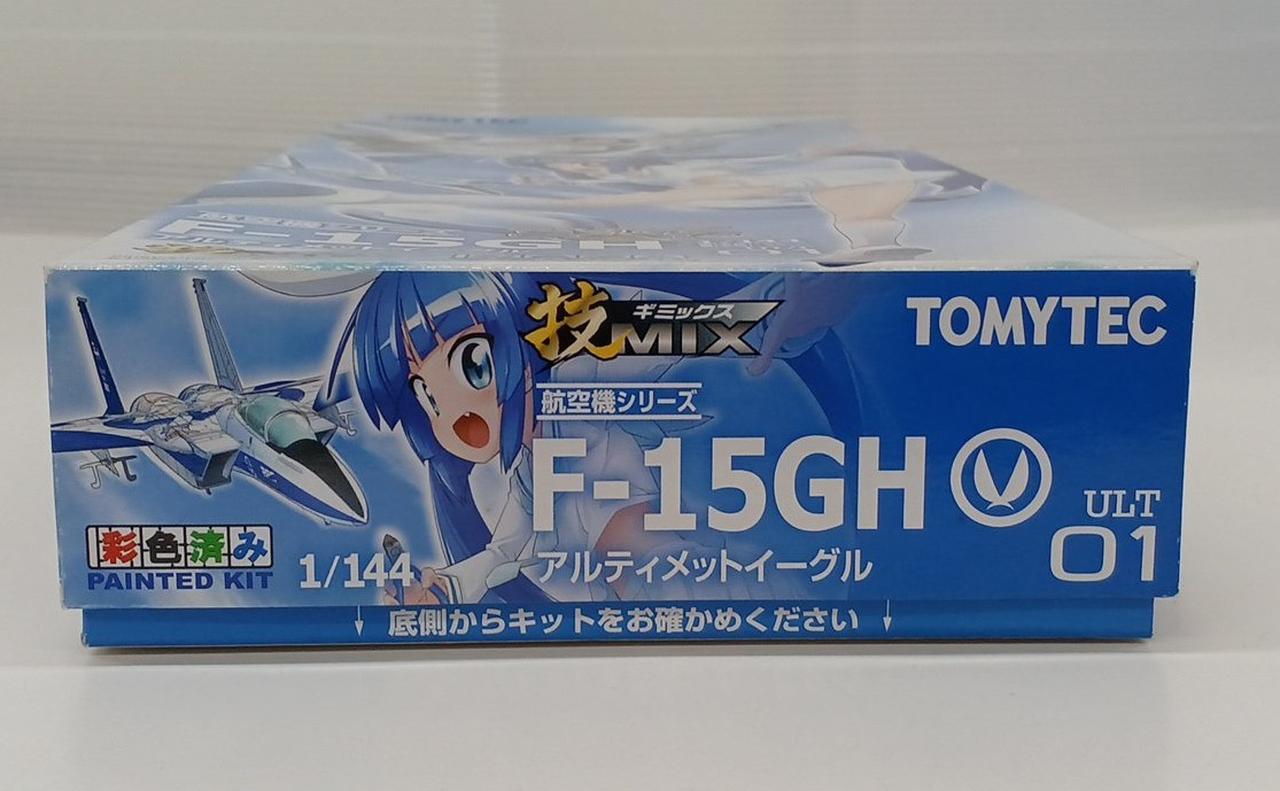 TOMYTEC
F-15GH
技MIX
ギミックス
TOMYTEC
航空機シリーズ
F-15GH
ULT
01
アルティメットイーグル
彩色済み
PAINTED KIT
1/144
↓ 底側からキットをお確かめください ↓